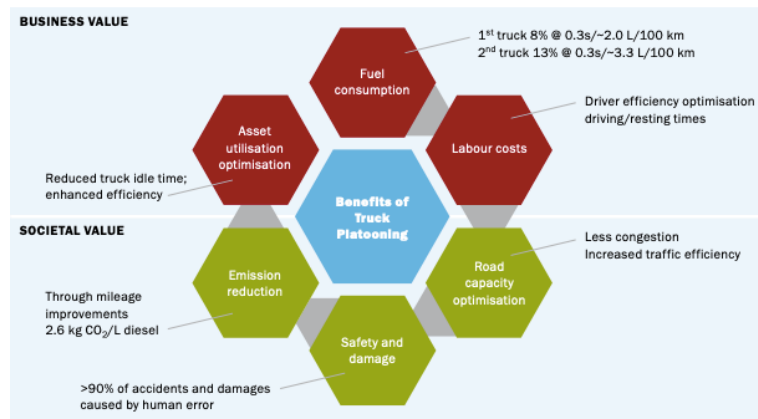 BUSINESS VALUE
1st truck 8% @ 0.3s/~2.0 L/100 km
2nd truck 13% @ 0.3s/~3.3 L/100 km
Fuel
consumption
Driver efficiency optimisation
driving/resting times
Asset
utilisation
optimisation
Labour costs
Reduced truck idle time;
enhanced efficiency
Benefits of
Truck
Platooning
SOCIETAL VALUE
Less congestion
Increased traffic efficiency
Emission
reduction
Road
capacity
optimisation
Through mileage
improvements
2.6 kg CO₂/L diesel
Safety and
damage
>90% of accidents and damages
caused by human error